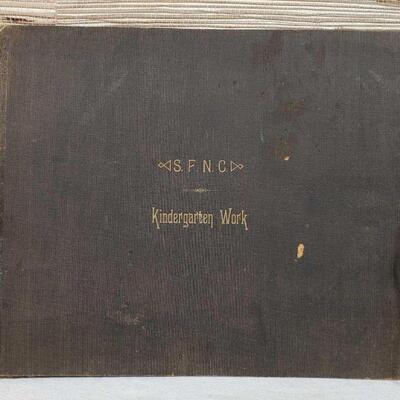 S. F. N. C.
Kindergarten Work